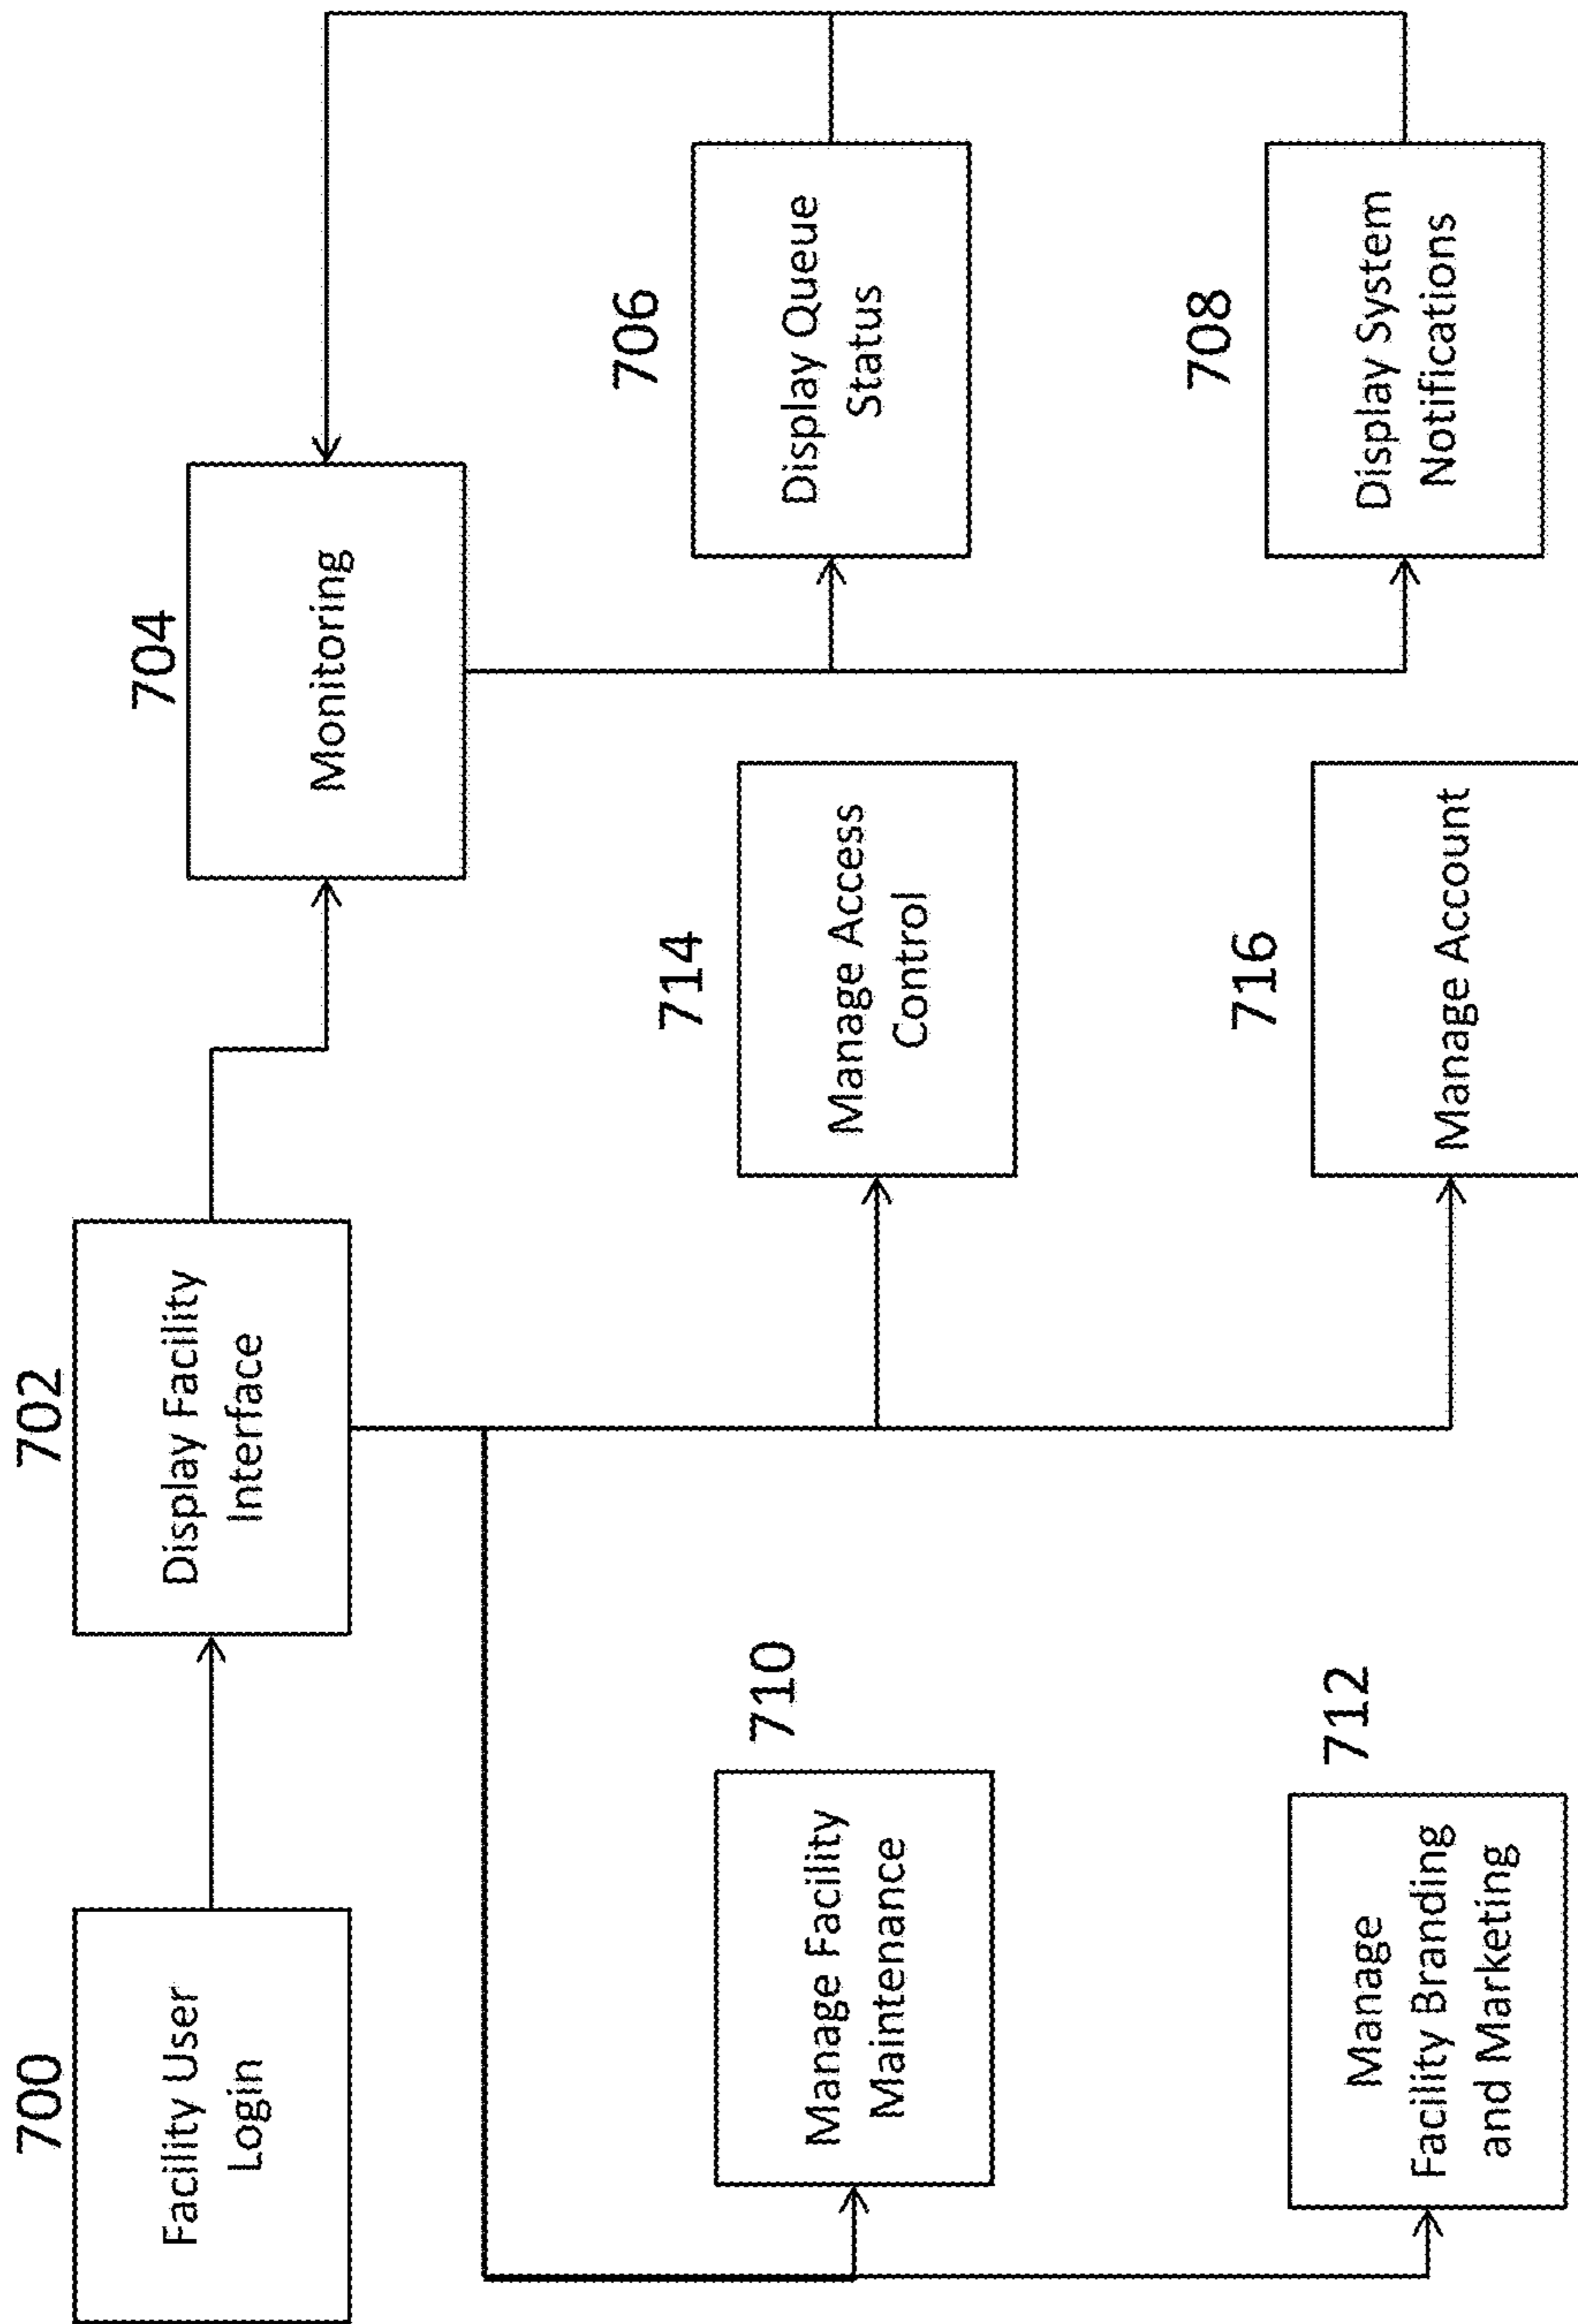 700
Facility User
Login
702
Display Facility
Interface
704
Monitoring
706
Display Queue
Status
708
Display System
Notifications
710
Manage Facility
Maintenance
714
Manage Access
Control
712
Manage
Facility Branding
and Marketing
716
Manage Account